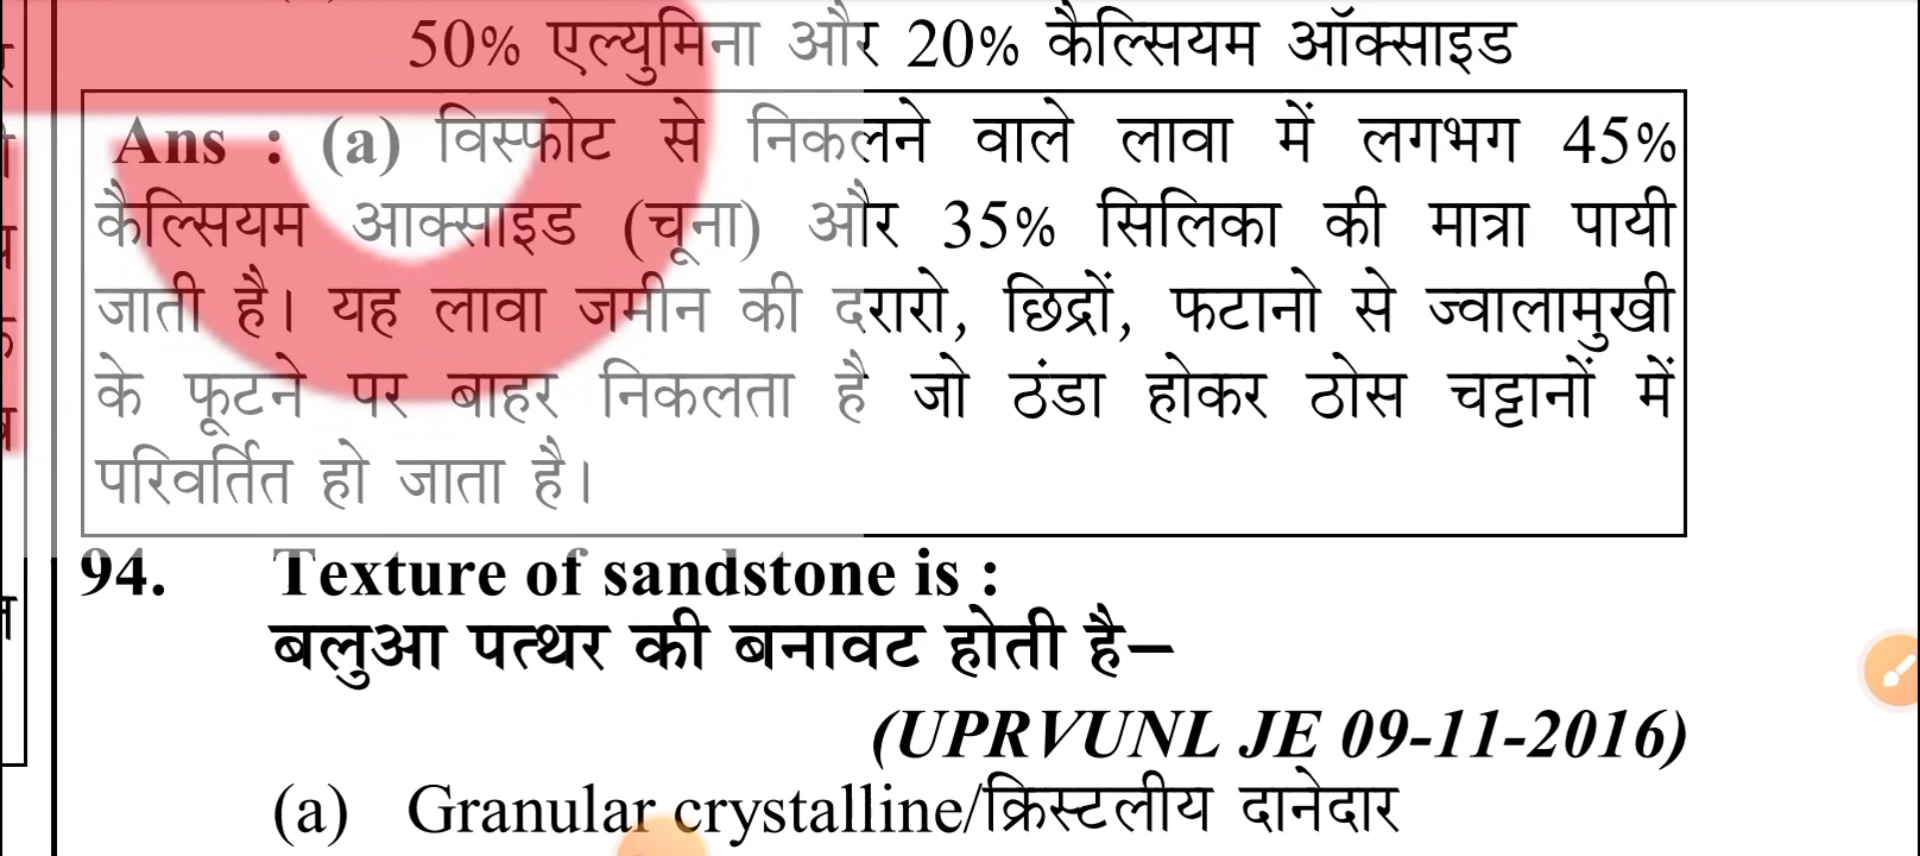 50% एल्युमिना और 20% कैल्सियम ऑक्साइड
Ans : (a) विस्फोट से निकलने वाले लावा में लगभग 45%
कैल्सियम आक्साइड (चूना) और 35% सिलिका की मात्रा पायी
जाती है। यह लावा जमीन की दरारो, छिद्रों, फटानो से ज्वालामुखी
के फूटने पर बाहर निकलता है जो ठंडा होकर ठोस चट्टानों में
परिवर्तित हो जाता है।
94. Texture of sandstone is :
बलुआ पत्थर की बनावट होती है–
(UPRVUNL JE 09-11-2016)
(a) Granular crystalline/क्रिस्टलीय दानेदार